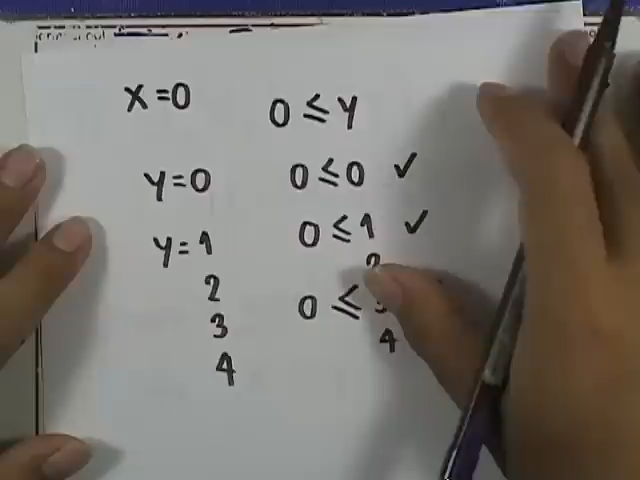 x=0 0 ≤ y
y=0 0 ≤ 0 ✓
y=1 0 ≤ 1 ✓
2
3 0 ≤
4 4